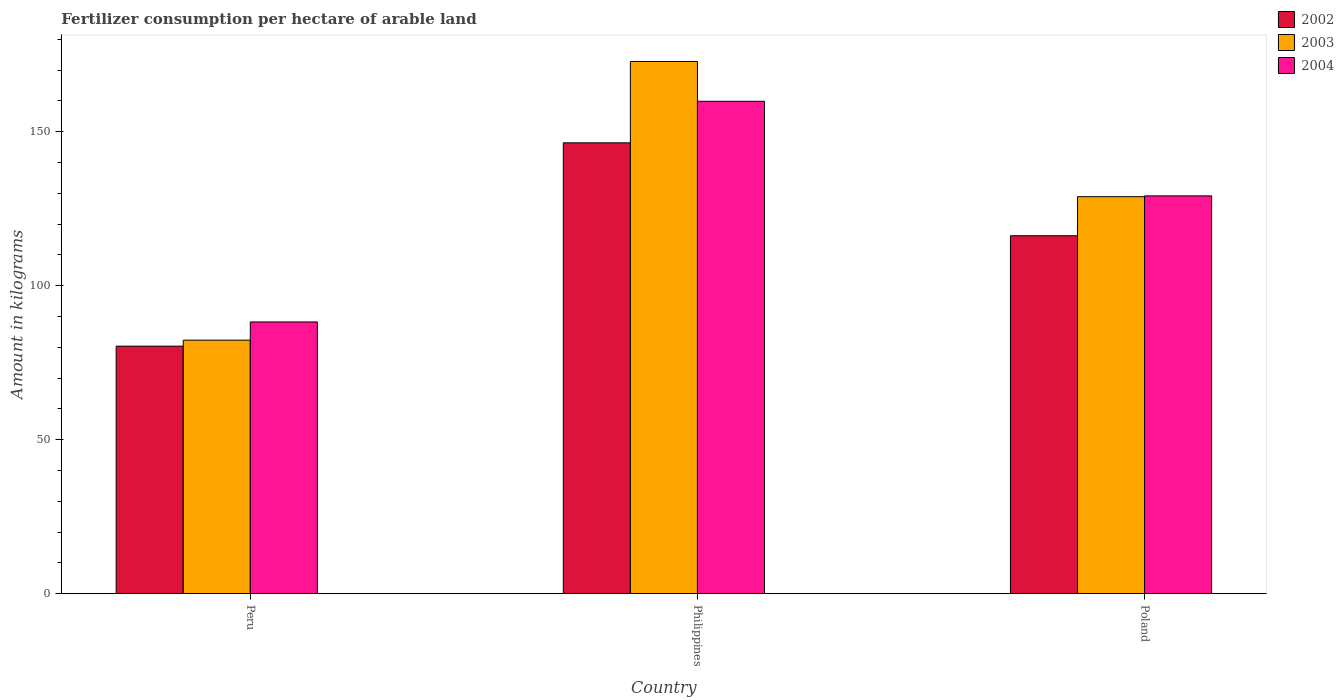 Fertilizer consumption per hectare of arable land
2002
2003
2004
Amount in kilograms
150
100
50
0
Peru
Philippines
Poland
Country